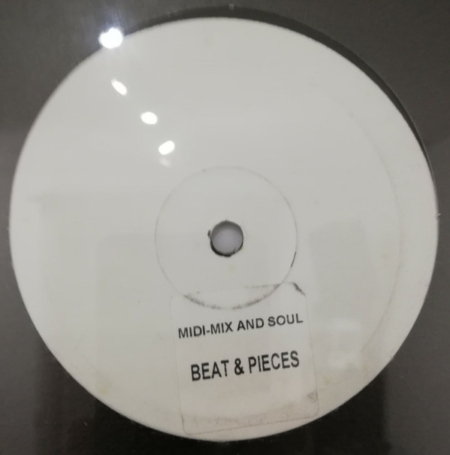 MIDI-MIX AND SOUL
BEAT & PIECES